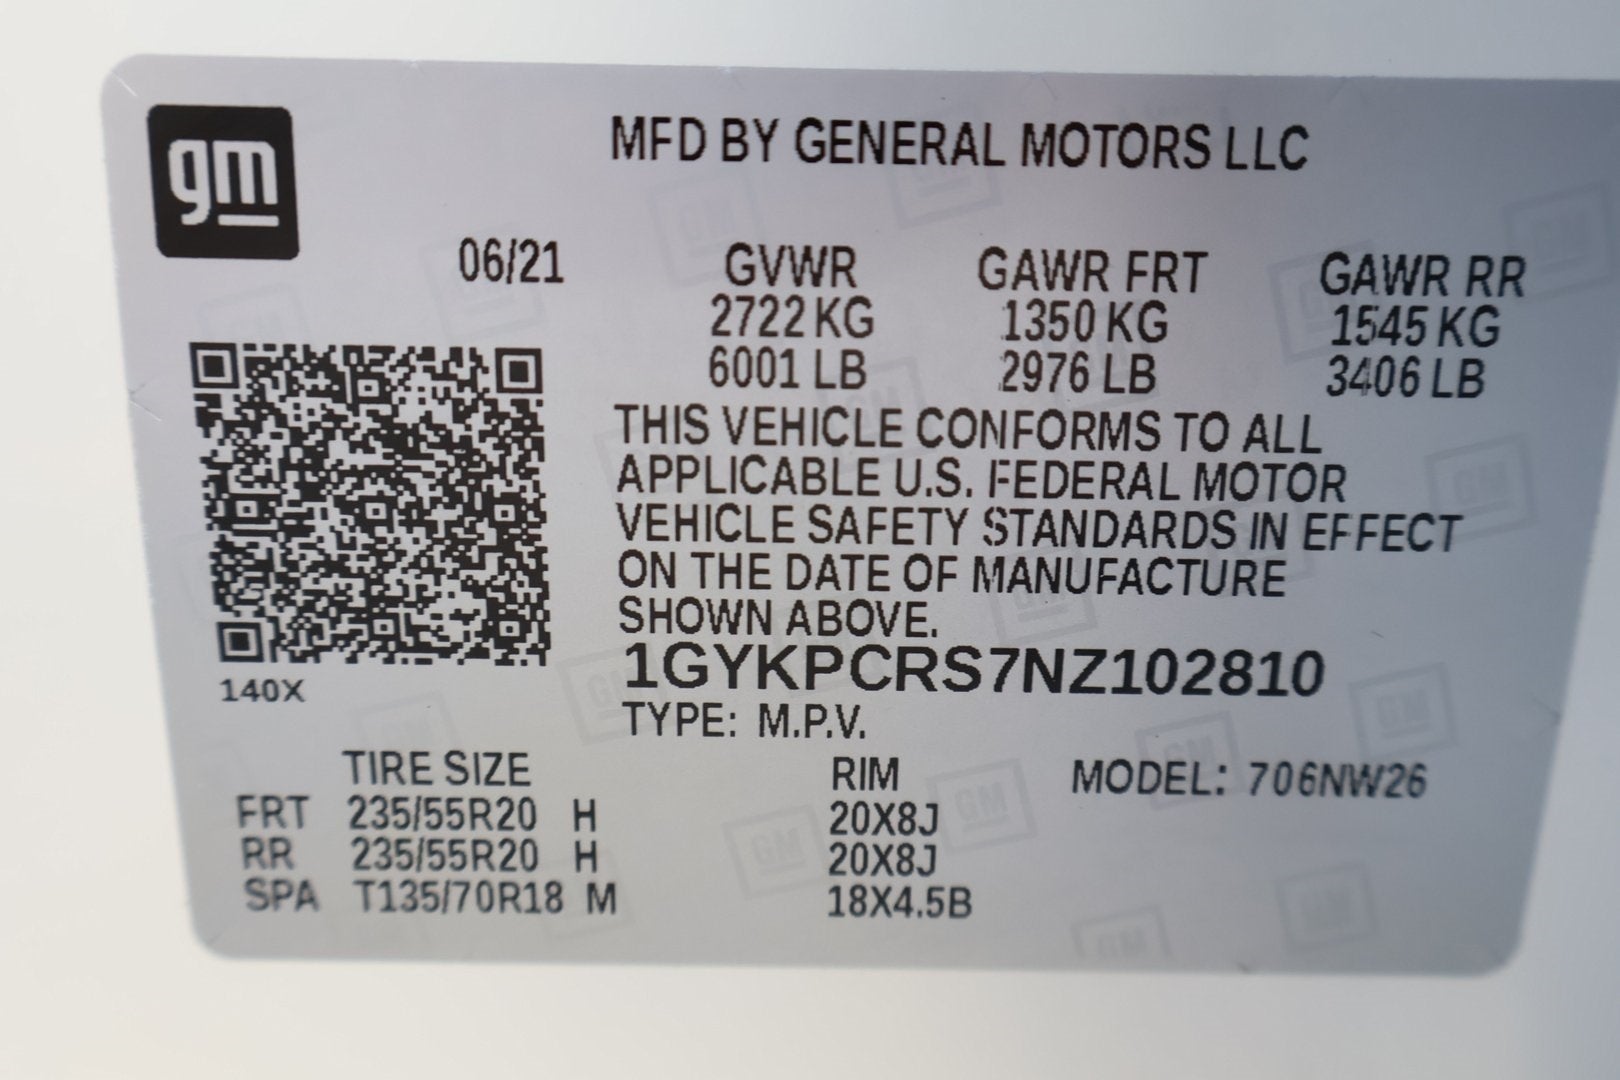 gm
MFD BY GENERAL MOTORS LLC
06/21 GVWR GAWR FRT GAWR RR
2722 KG 1350 KG 1545 KG
6001 LB 2976 LB 3406 LB
THIS VEHICLE CONFORMS TO ALL
APPLICABLE U.S. FEDERAL MOTOR
VEHICLE SAFETY STANDARDS IN EFFECT
ON THE DATE OF MANUFACTURE
SHOWN ABOVE.
1GYKPCRS7NZ102810
140X
TYPE: M.P.V.
TIRE SIZE RIM MODEL: 706NW26
FRT 235/55R20 H 20X8J
RR 235/55R20 H 20X8J
SPA T135/70R18 M 18X4.5B